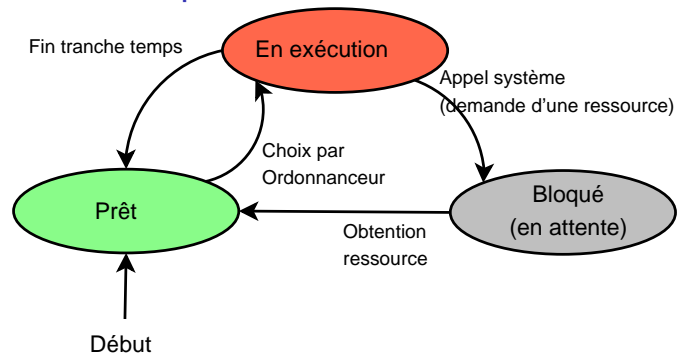 Fin tranche temps
En exécution
Appel système
(demande d'une ressource)
Choix par
Ordonnanceur
Prêt
Bloqué
(en attente)
Obtention
ressource
Début